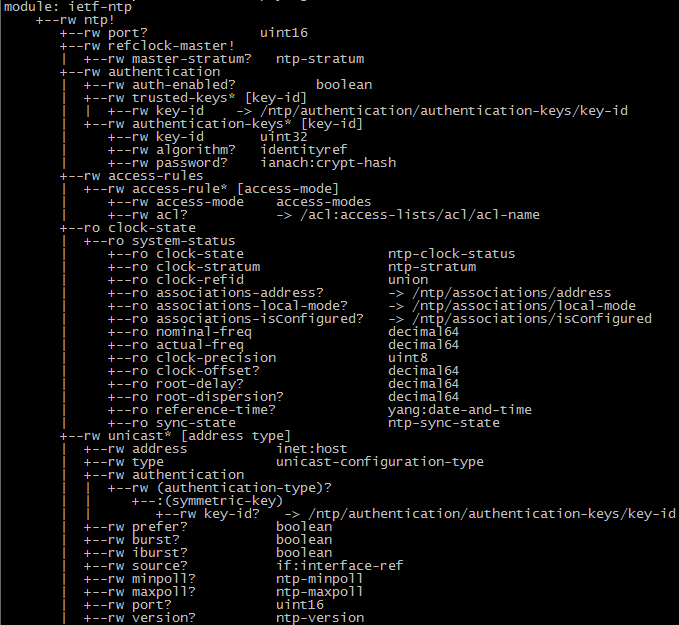 module: ietf-ntp
    +--rw ntp!
       +--rw port?              uint16
       +--rw refclock-master!
       |  +--rw master-stratum?   ntp-stratum
       +--rw authentication
       |  +--rw auth-enabled?          boolean
       |  +--rw trusted-keys* [key-id]
       |  |  +--rw key-id    -> /ntp/authentication/authentication-keys/key-id
       |  +--rw authentication-keys* [key-id]
       |     +--rw key-id       uint32
       |     +--rw algorithm?   identityref
       |     +--rw password?    ianach:crypt-hash
       +--rw access-rules
       |  +--rw access-rule* [access-mode]
       |     +--rw access-mode    access-modes
       |     +--rw acl?           -> /acl:access-lists/acl/acl-name
       +--ro clock-state
       |  +--ro system-status
       |     +--ro clock-state                  ntp-clock-status
       |     +--ro clock-stratum                ntp-stratum
       |     +--ro clock-refid                  union
       |     +--ro associations-address?        -> /ntp/associations/address
       |     +--ro associations-local-mode?     -> /ntp/associations/local-mode
       |     +--ro associations-isConfigured?   -> /ntp/associations/isConfigured
       |     +--ro nominal-freq                 decimal64
       |     +--ro actual-freq                  decimal64
       |     +--ro clock-precision              uint8
       |     +--ro clock-offset?                decimal64
       |     +--ro root-delay?                  decimal64
       |     +--ro root-dispersion?             decimal64
       |     +--ro reference-time?              yang:date-and-time
       |     +--ro sync-state                   ntp-sync-state
       +--rw unicast* [address type]
       |  +--rw address           inet:host
       |  +--rw type              unicast-configuration-type
       |  +--rw authentication
       |  |  +--rw (authentication-type)?
       |  |     +--:(symmetric-key)
       |  |        +--rw key-id?   -> /ntp/authentication/authentication-keys/key-id
       |  +--rw prefer?           boolean
       |  +--rw burst?            boolean
       |  +--rw iburst?           boolean
       |  +--rw source?           if:interface-ref
       |  +--rw minpoll?          ntp-minpoll
       |  +--rw maxpoll?          ntp-maxpoll
       |  +--rw port?             uint16
       |  +--rw version?          ntp-version